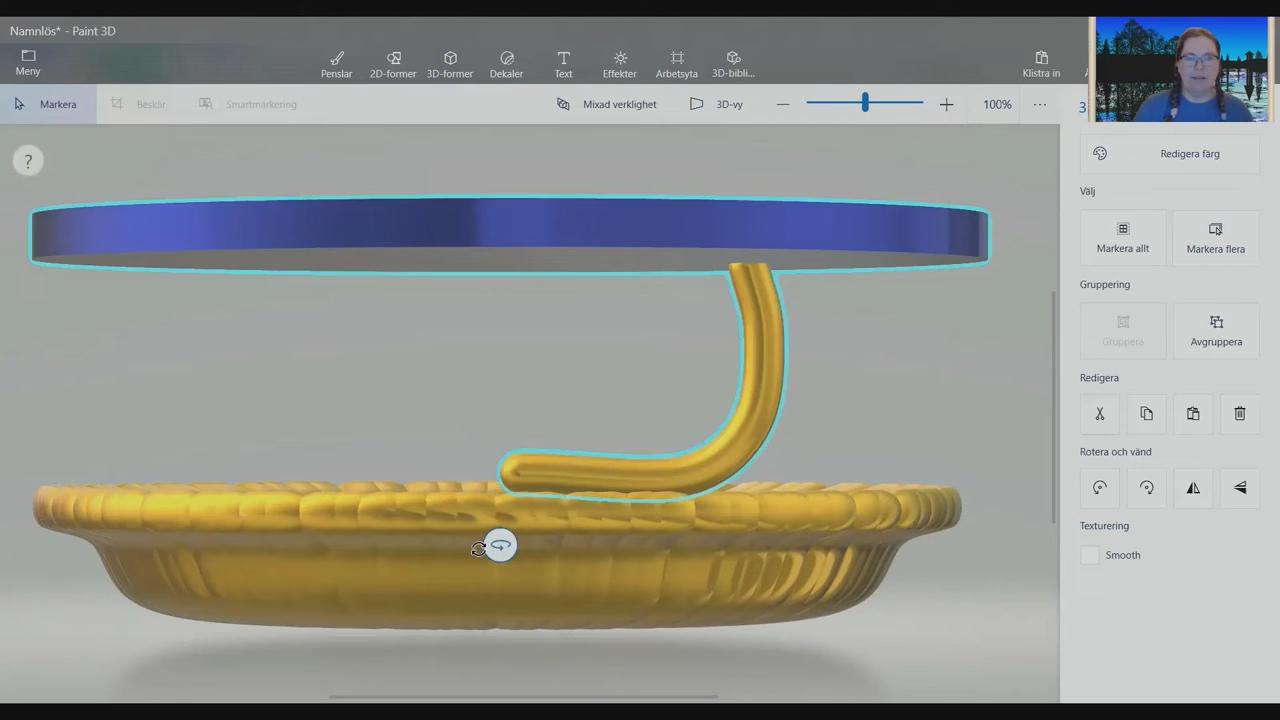 Namnlös* - Paint 3D
Meny
Penslar
2D-former
3D-former
Dekaler
Text
Effekter
Arbetsyta
3D-bibli...
Klistra in
Markera
Beskär
Smartmarkering
Mixad verklighet
3D-vy
100%
?
Redigera färg
Välj
Markera allt
Markera flera
Gruppering
Gruppera
Avgruppera
Redigera
Rotera och vänd
Texturering
Smooth